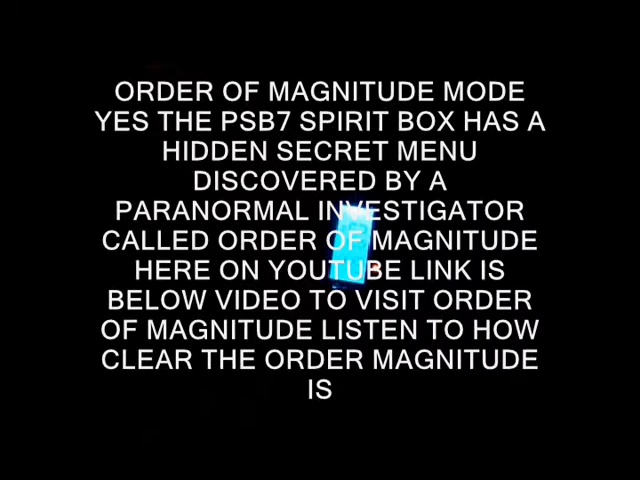 ORDER OF MAGNITUDE MODE
YES THE PSB7 SPIRIT BOX HAS A
HIDDEN SECRET MENU
DISCOVERED BY A
PARANORMAL INVESTIGATOR
CALLED ORDER OF MAGNITUDE
HERE ON YOUTUBE LINK IS
BELOW VIDEO TO VISIT ORDER
OF MAGNITUDE LISTEN TO HOW
CLEAR THE ORDER MAGNITUDE
IS